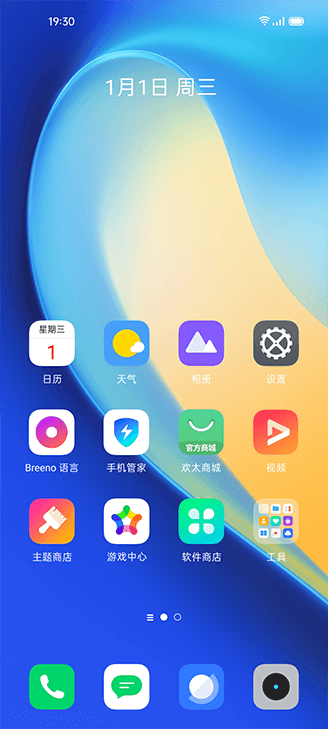 19:30
1月1日 周三
星期三
1
日历
天气
相册
设置
官方商城
Breeno 语言
手机管家
欢太商城
视频
主题商店
游戏中心
软件商店
工具